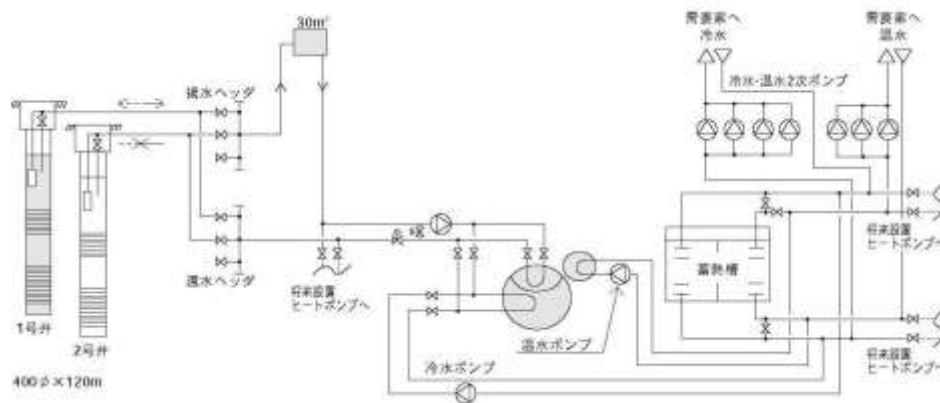 30m³
需要家へ
冷水
需要家へ
温水
冷水・温水2次ポンプ
揚水ヘッダ
還水ヘッダ
将来設置
ヒートポンプへ
蓄熱槽
将来設置
ヒートポンプへ
将来設置
ヒートポンプへ
1号井
2号井
温水ポンプ
冷水ポンプ
400φ×120m